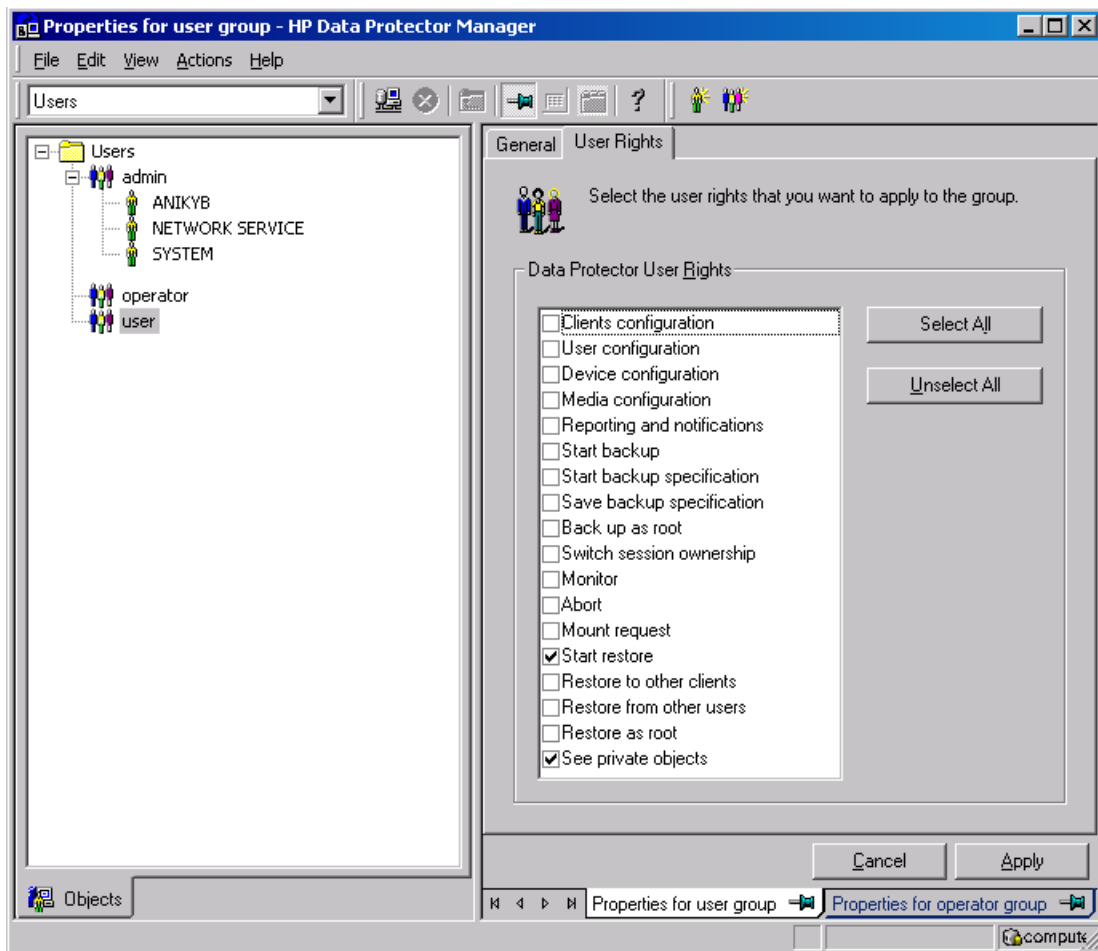 Properties for user group - HP Data Protector Manager
File Edit View Actions Help
Users
Users
admin
ANIKYB
NETWORK SERVICE
SYSTEM
operator
user
Objects
General User Rights
Select the user rights that you want to apply to the group.
Data Protector User Rights
Clients configuration
User configuration
Device configuration
Media configuration
Reporting and notifications
Start backup
Start backup specification
Save backup specification
Back up as root
Switch session ownership
Monitor
Abort
Mount request
Start restore
Restore to other clients
Restore from other users
Restore as root
See private objects
Select All
Unselect All
Cancel Apply
Properties for user group Properties for operator group